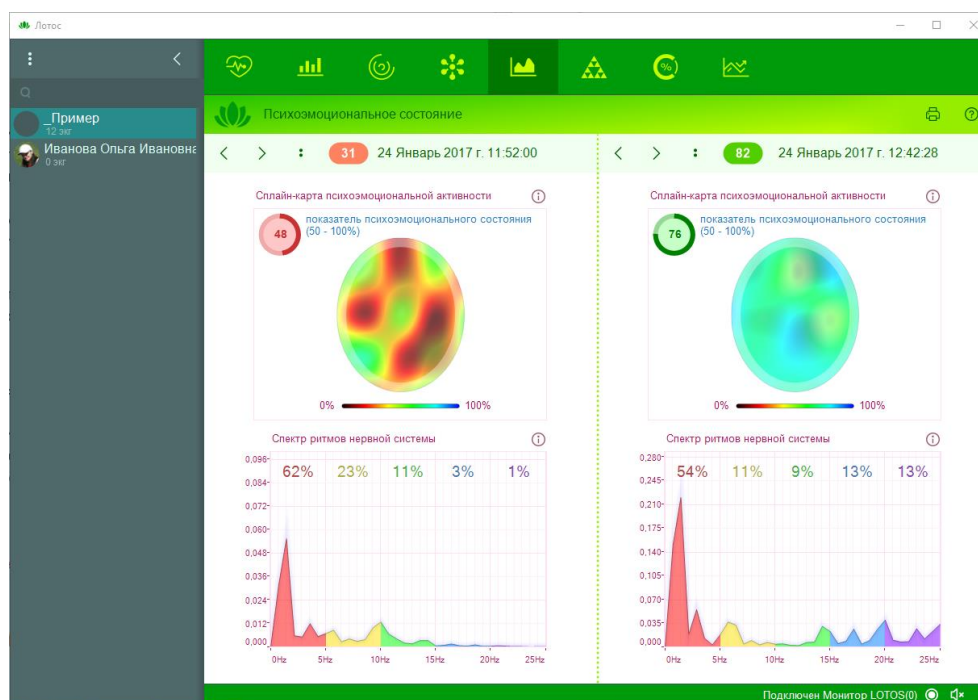 Лотос
_Пример
12 экг
Иванова Ольга Ивановна
0 экг
%
Психоэмоциональное состояние
31 24 Январь 2017 г. 11:52:00
Сплайн-карта психоэмоциональной активности
48
показатель психоэмоционального состояния
(50 - 100%)
0% 100%
Спектр ритмов нервной системы
62% 23% 11% 3% 1%
0,096
0,084
0,072
0,060
0,048
0,036
0,024
0,012
0,000
0Hz 5Hz 10Hz 15Hz 20Hz 25Hz
82 24 Январь 2017 г. 12:42:28
Сплайн-карта психоэмоциональной активности
76
показатель психоэмоционального состояния
(50 - 100%)
0% 100%
Спектр ритмов нервной системы
54% 11% 9% 13% 13%
0,280
0,245
0,210
0,175
0,140
0,105
0,070
0,035
0,000
0Hz 5Hz 10Hz 15Hz 20Hz 25Hz
Подключен Монитор LOTOS(0)